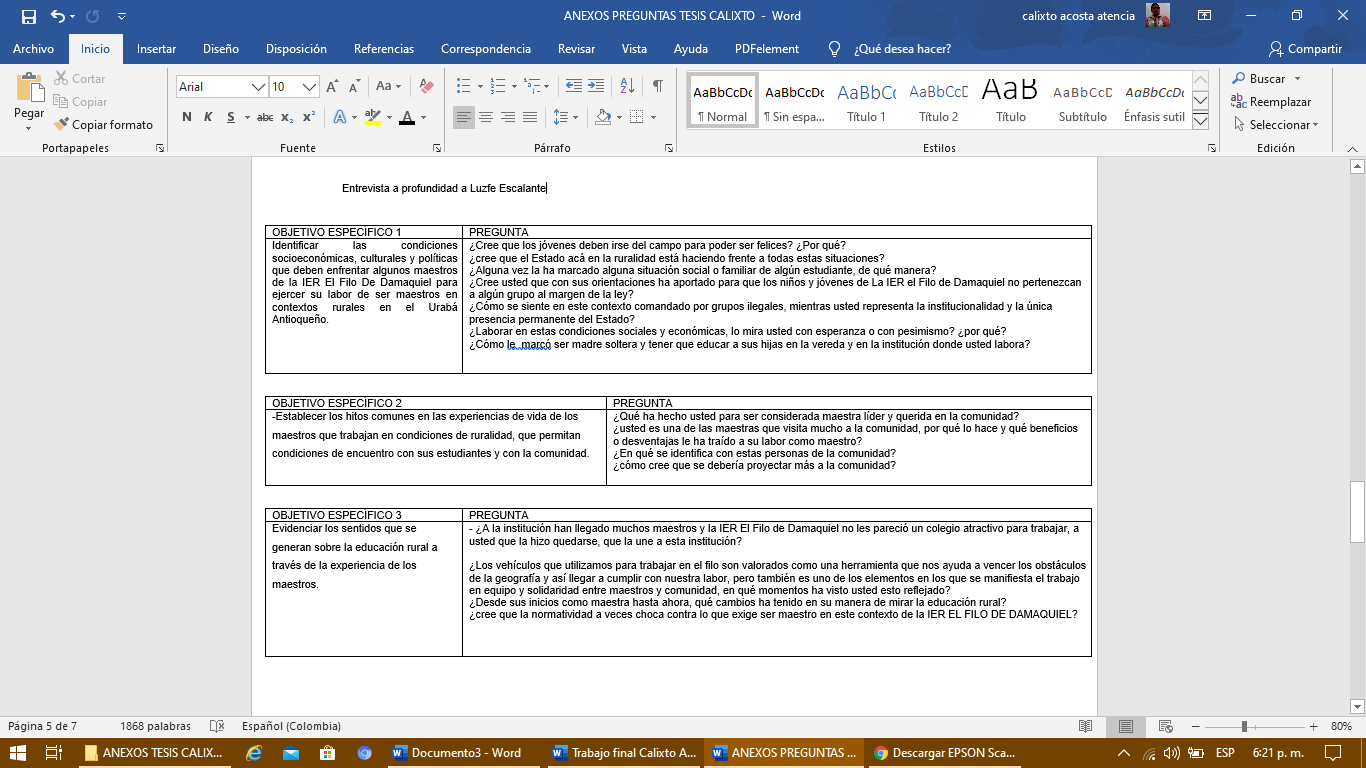 ANEXOS PREGUNTAS TESIS CALIXTO - Word
calixto acosta atencia
Archivo Inicio Insertar Diseño Disposición Referencias Correspondencia Revisar Vista Ayuda PDFelement ¿Qué desea hacer? Compartir
Pegar
Cortar
Copiar
Copiar formato
Portapapeles
Arial 10
N K S abc x₂ x²
Fuente
Párrafo
AaBbCcDc AaBbCcDc AaBbCc AaBbCcD AaB AaBbCcD AaBbCcDc
¶ Normal ¶ Sin espa... Título 1 Título 2 Título Subtítulo Énfasis sutil
Estilos
Buscar
Reemplazar
Seleccionar
Edición
Entrevista a profundidad a Luzfe Escalante
OBJETIVO ESPECÍFICO 1
Identificar las condiciones
socioeconómicas, culturales y políticas
que deben enfrentar algunos maestros
de la IER El Filo De Damaquiel para
ejercer su labor de ser maestros en
contextos rurales en el Urabá
Antioqueño.
PREGUNTA
¿Cree que los jóvenes deben irse del campo para poder ser felices? ¿Por qué?
¿cree que el Estado acá en la ruralidad está haciendo frente a todas estas situaciones?
¿Alguna vez la ha marcado alguna situación social o familiar de algún estudiante, de qué manera?
¿Cree usted que con sus orientaciones ha aportado para que los niños y jóvenes de La IER el Filo de Damaquiel no pertenezcan
a algún grupo al margen de la ley?
¿Cómo se siente en este contexto comandado por grupos ilegales, mientras usted representa la institucionalidad y la única
presencia permanente del Estado?
¿Laborar en estas condiciones sociales y económicas, lo mira usted con esperanza o con pesimismo? ¿por qué?
¿Cómo le marcó ser madre soltera y tener que educar a sus hijas en la vereda y en la institución donde usted labora?
OBJETIVO ESPECÍFICO 2
-Establecer los hitos comunes en las experiencias de vida de los
maestros que trabajan en condiciones de ruralidad, que permitan
condiciones de encuentro con sus estudiantes y con la comunidad.
PREGUNTA
¿Qué ha hecho usted para ser considerada maestra líder y querida en la comunidad?
¿usted es una de las maestras que visita mucho a la comunidad, por qué lo hace y qué beneficios
o desventajas le ha traído a su labor como maestro?
¿En qué se identifica con estas personas de la comunidad?
¿cómo cree que se debería proyectar más a la comunidad?
OBJETIVO ESPECÍFICO 3
Evidenciar los sentidos que se
generan sobre la educación rural a
través de la experiencia de los
maestros.
PREGUNTA
- ¿A la institución han llegado muchos maestros y la IER El Filo de Damaquiel no les pareció un colegio atractivo para trabajar, a
usted que la hizo quedarse, que la une a esta institución?
¿Los vehículos que utilizamos para trabajar en el filo son valorados como una herramienta que nos ayuda a vencer los obstáculos
de la geografía y así llegar a cumplir con nuestra labor, pero también es uno de los elementos en los que se manifiesta el trabajo
en equipo y solidaridad entre maestros y comunidad, en qué momentos ha visto usted esto reflejado?
¿Desde sus inicios como maestra hasta ahora, qué cambios ha tenido en su manera de mirar la educación rural?
¿cree que la normatividad a veces choca contra lo que exige ser maestro en este contexto de la IER EL FILO DE DAMAQUIEL?
Página 5 de 7 1868 palabras Español (Colombia) 80%
ANEXOS TESIS CALIX... Documento3 - Word Trabajo final Calixto A... ANEXOS PREGUNTAS ... Descargar EPSON Sca... ESP 6:21 p. m.